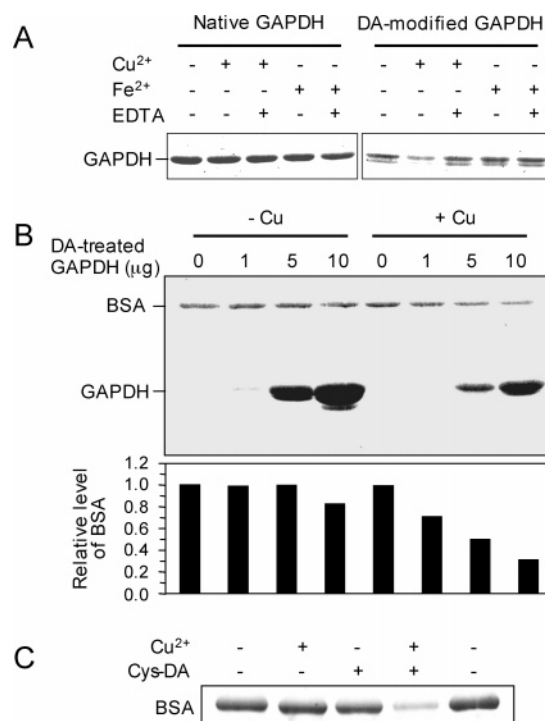 A
Native GAPDH DA-modified GAPDH
Cu²⁺ - + + - - - + + - -
Fe²⁺ - - - + + - - - + +
EDTA - - + - + - - + - +
GAPDH
B
- Cu + Cu
DA-treated
GAPDH (μg) 0 1 5 10 0 1 5 10
BSA
GAPDH
Relative level
of BSA
1.2
1.0
0.8
0.6
0.4
0.2
0.0
C
Cu²⁺ - + - + -
Cys-DA - - + + -
BSA